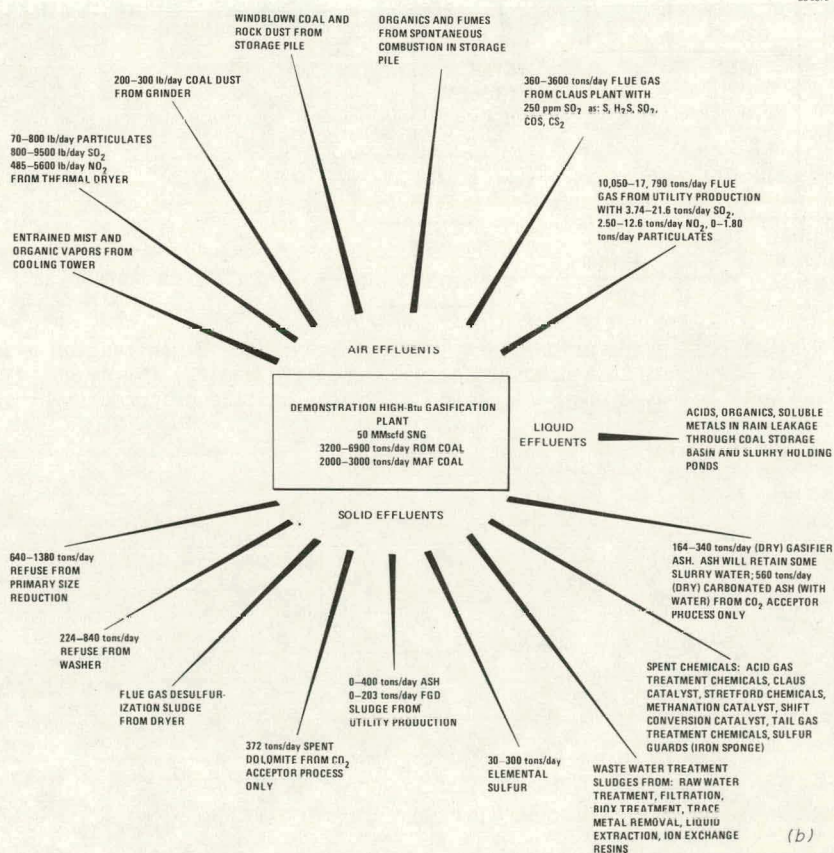 WINDBLOWN COAL AND
ROCK DUST FROM
STORAGE PILE
ORGANICS AND FUMES
FROM SPONTANEOUS
COMBUSTION IN STORAGE
PILE
200–300 lb/day COAL DUST
FROM GRINDER
360–3600 tons/day FLUE GAS
FROM CLAUS PLANT WITH
250 ppm SO₂ as: S, H₂S, SO₂,
COS, CS₂
70–800 lb/day PARTICULATES
800–9500 lb/day SO₂
485–5600 lb/day NO₂
FROM THERMAL DRYER
10,050–17,790 tons/day FLUE
GAS FROM UTILITY PRODUCTION
WITH 3.74–21.6 tons/day SO₂,
2.50–12.6 tons/day NO₂, 0–1.80
tons/day PARTICULATES
ENTRAINED MIST AND
ORGANIC VAPORS FROM
COOLING TOWER
AIR EFFLUENTS
DEMONSTRATION HIGH-Btu GASIFICATION
PLANT
50 MMscfd SNG
3200–6900 tons/day ROM COAL
2000–3000 tons/day MAF COAL
LIQUID
EFFLUENTS
ACIDS, ORGANICS, SOLUBLE
METALS IN RAIN LEAKAGE
THROUGH COAL STORAGE
BASIN AND SLURRY HOLDING
PONDS
SOLID EFFLUENTS
640–1380 tons/day
REFUSE FROM
PRIMARY SIZE
REDUCTION
224–840 tons/day
REFUSE FROM
WASHER
FLUE GAS DESULFUR-
IZATION SLUDGE
FROM DRYER
372 tons/day SPENT
DOLOMITE FROM CO₂
ACCEPTOR PROCESS
ONLY
0–400 tons/day ASH
0–203 tons/day FGD
SLUDGE FROM
UTILITY PRODUCTION
30–300 tons/day
ELEMENTAL
SULFUR
164–340 tons/day (DRY) GASIFIER
ASH. ASH WILL RETAIN SOME
SLURRY WATER; 560 tons/day
(DRY) CARBONATED ASH (WITH
WATER) FROM CO₂ ACCEPTOR
PROCESS ONLY
SPENT CHEMICALS: ACID GAS
TREATMENT CHEMICALS, CLAUS
CATALYST, STRETFORD CHEMICALS,
METHANATION CATALYST, SHIFT
CONVERSION CATALYST, TAIL GAS
TREATMENT CHEMICALS, SULFUR
GUARDS (IRON SPONGE)
WASTE WATER TREATMENT
SLUDGES FROM: RAW WATER
TREATMENT, FILTRATION,
BIOX TREATMENT, TRACE
METAL REMOVAL, LIQUID
EXTRACTION, ION EXCHANGE
RESINS
(b)